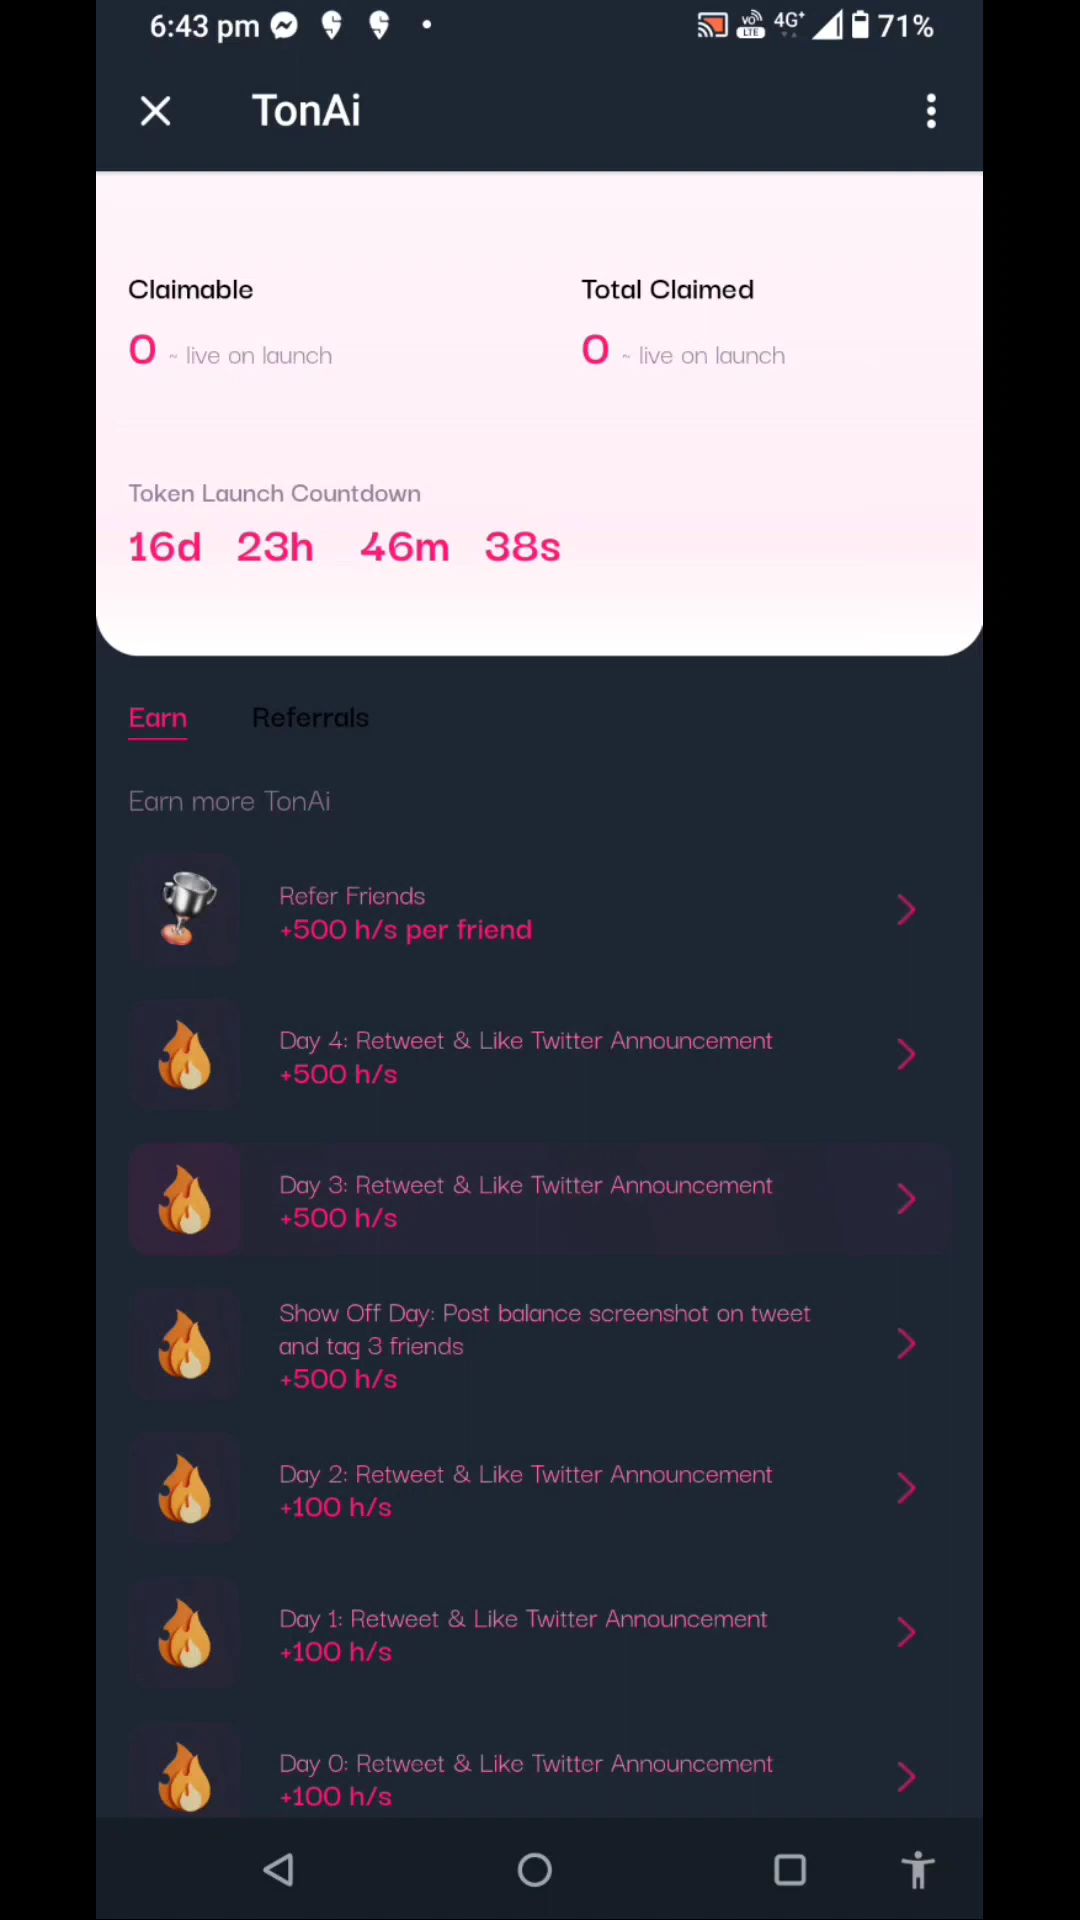 6:43 pm VO LTE 4G+ 71%
TonAi
Claimable Total Claimed
0 ~ live on launch 0 ~ live on launch
Token Launch Countdown
16d 23h 46m 38s
Earn Referrals
Earn more TonAi
Refer Friends
+500 h/s per friend
Day 4: Retweet & Like Twitter Announcement
+500 h/s
Day 3: Retweet & Like Twitter Announcement
+500 h/s
Show Off Day: Post balance screenshot on tweet
and tag 3 friends
+500 h/s
Day 2: Retweet & Like Twitter Announcement
+100 h/s
Day 1: Retweet & Like Twitter Announcement
+100 h/s
Day 0: Retweet & Like Twitter Announcement
+100 h/s